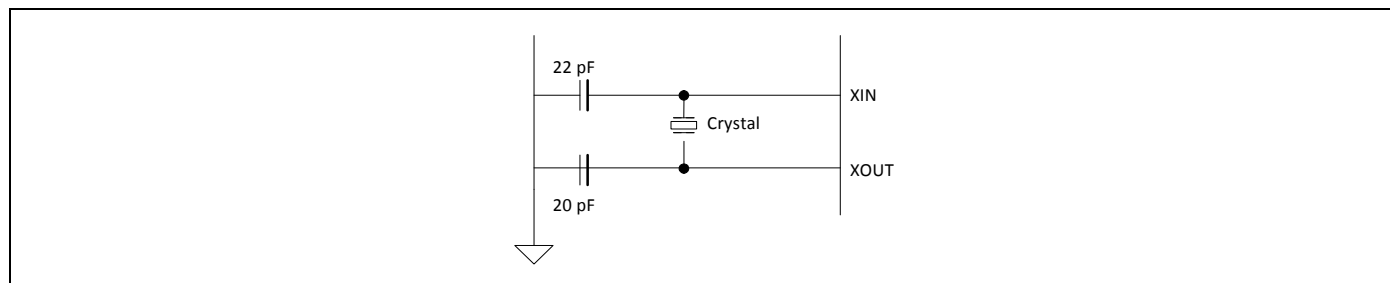 22 pF
XIN
Crystal
XOUT
20 pF